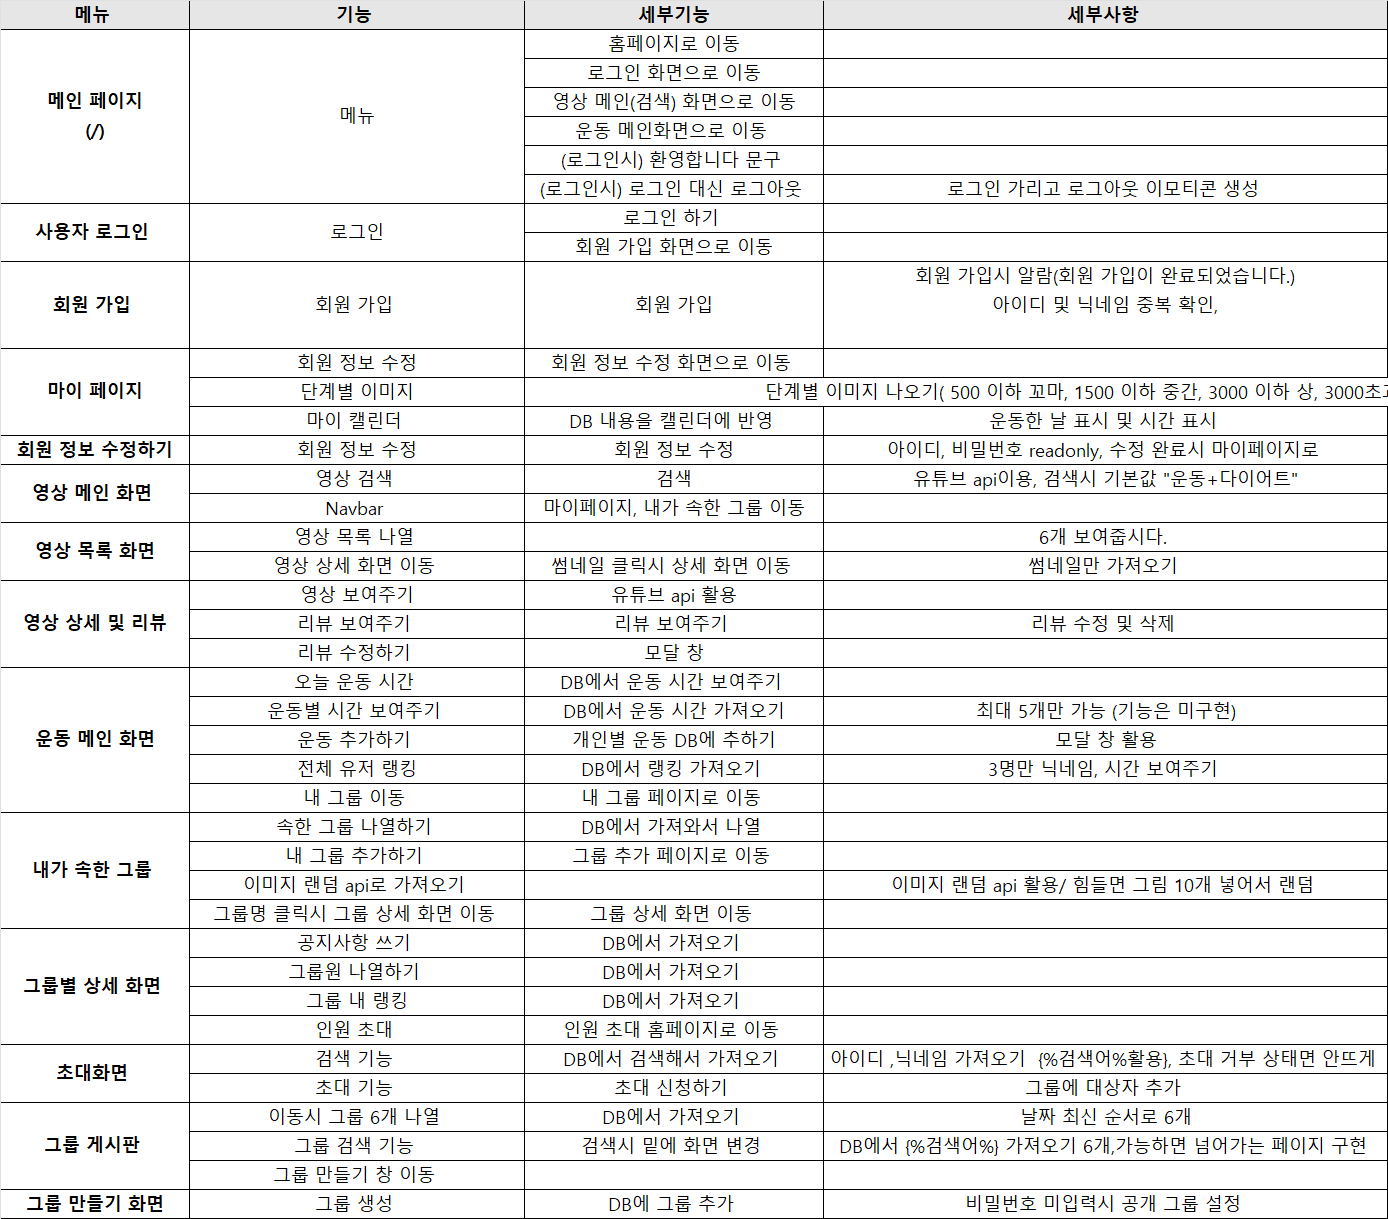 메뉴 기능 세부기능 세부사항
메인 페이지
(/)
메뉴
홈페이지로 이동
로그인 화면으로 이동
영상 메인(검색) 화면으로 이동
운동 메인화면으로 이동
(로그인시) 환영합니다 문구
(로그인시) 로그인 대신 로그아웃 로그인 가리고 로그아웃 이모티콘 생성
사용자 로그인
로그인
로그인 하기
회원 가입 화면으로 이동
회원 가입
회원 가입
회원 가입
회원 가입시 알람(회원 가입이 완료되었습니다.)
아이디 및 닉네임 중복 확인,
마이 페이지
회원 정보 수정 회원 정보 수정 화면으로 이동
단계별 이미지 단계별 이미지 나오기( 500 이하 꼬마, 1500 이하 중간, 3000 이하 상, 3000초고
마이 캘린더 DB 내용을 캘린더에 반영 운동한 날 표시 및 시간 표시
회원 정보 수정하기 회원 정보 수정 회원 정보 수정 아이디, 비밀번호 readonly, 수정 완료시 마이페이지로
영상 메인 화면
영상 검색 검색 유튜브 api이용, 검색시 기본값 "운동+다이어트"
Navbar 마이페이지, 내가 속한 그룹 이동
영상 목록 화면
영상 목록 나열 6개 보여줍시다.
영상 상세 화면 이동 썸네일 클릭시 상세 화면 이동 썸네일만 가져오기
영상 상세 및 리뷰
영상 보여주기 유튜브 api 활용
리뷰 보여주기 리뷰 보여주기 리뷰 수정 및 삭제
리뷰 수정하기 모달 창
운동 메인 화면
오늘 운동 시간 DB에서 운동 시간 보여주기
운동별 시간 보여주기 DB에서 운동 시간 가져오기 최대 5개만 가능 (기능은 미구현)
운동 추가하기 개인별 운동 DB에 추하기 모달 창 활용
전체 유저 랭킹 DB에서 랭킹 가져오기 3명만 닉네임, 시간 보여주기
내 그룹 이동 내 그룹 페이지로 이동
내가 속한 그룹
속한 그룹 나열하기 DB에서 가져와서 나열
내 그룹 추가하기 그룹 추가 페이지로 이동
이미지 랜덤 api로 가져오기 이미지 랜덤 api 활용/ 힘들면 그림 10개 넣어서 랜덤
그룹명 클릭시 그룹 상세 화면 이동 그룹 상세 화면 이동
그룹별 상세 화면
공지사항 쓰기 DB에서 가져오기
그룹원 나열하기 DB에서 가져오기
그룹 내 랭킹 DB에서 가져오기
인원 초대 인원 초대 홈페이지로 이동
초대화면
검색 기능 DB에서 검색해서 가져오기 아이디 ,닉네임 가져오기 {%검색어%활용}, 초대 거부 상태면 안뜨게
초대 기능 초대 신청하기 그룹에 대상자 추가
그룹 게시판
이동시 그룹 6개 나열 DB에서 가져오기 날짜 최신 순서로 6개
그룹 검색 기능 검색시 밑에 화면 변경 DB에서 {%검색어%} 가져오기 6개,가능하면 넘어가는 페이지 구현
그룹 만들기 창 이동
그룹 만들기 화면 그룹 생성 DB에 그룹 추가 비밀번호 미입력시 공개 그룹 설정